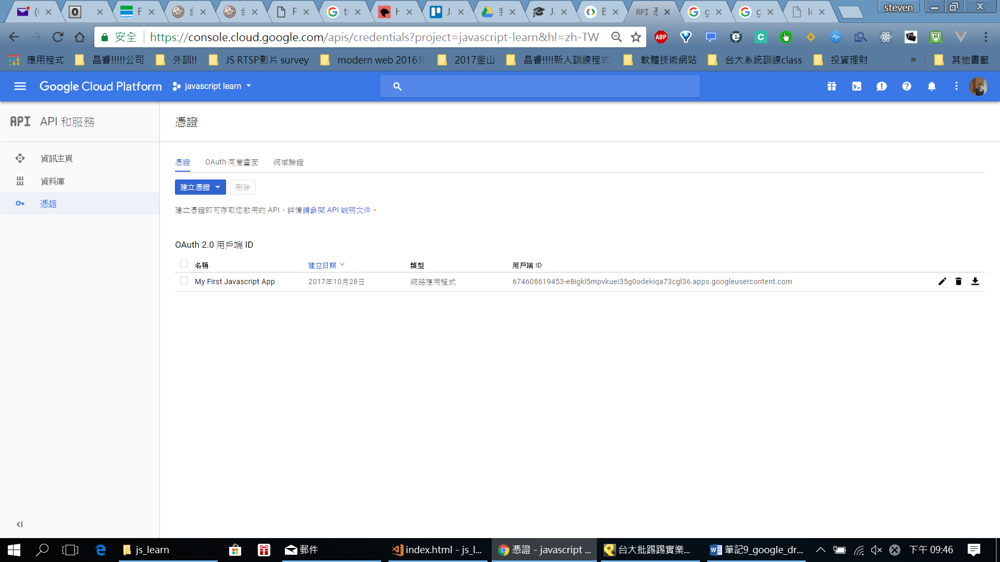 steven
安全 https://console.cloud.google.com/apis/credentials?project=javascript-learn&hl=zh-TW
應用程式 晶睿!!!!!公司 外訓!! JS RTSP影片 survey modern web 2016外 2017釜山 晶睿!!!!新人訓練程式 軟體技術網站 台大系統訓練class 投資理財 » 其他書籤
Google Cloud Platform javascript learn
API API 和服務
憑證
資訊主頁
資料庫
憑證
憑證 OAuth 同意畫面 網域驗證
建立憑證 刪除
建立憑證即可存取您啟用的 API，詳情請參閱 API 說明文件。
OAuth 2.0 用戶端 ID
名稱 建立日期 類型 用戶端 ID
My First Javascript App 2017年10月28日 網路應用程式 674608619453-e8igkl5mpvkuei35g0odekiqa73cgl36.apps.googleusercontent.com
js_learn 郵件 index.html - js_l... 憑證 - javascript ... 台大批踢踢實業... 筆記9_google_dr... 下午 09:46